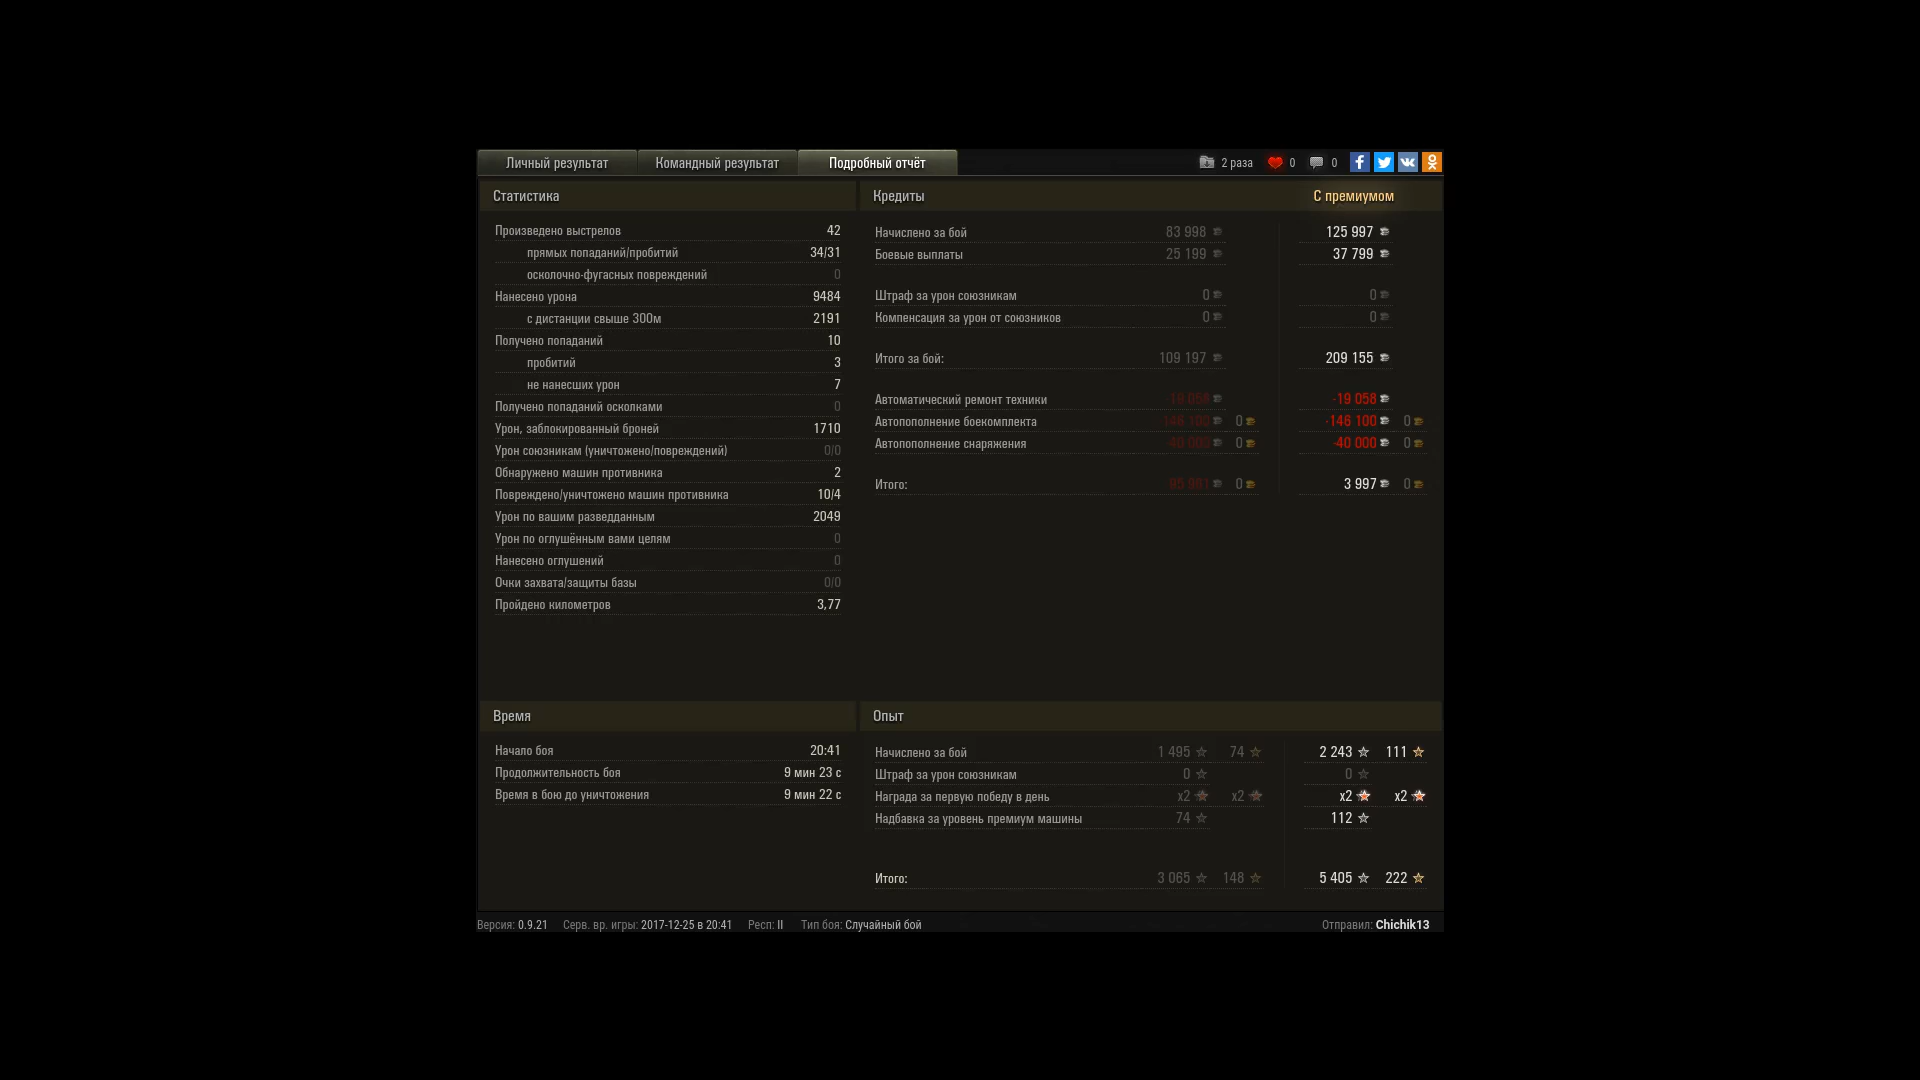 Личный результат Командный результат Подробный отчёт 2 раза 0 0
Статистика
Произведено выстрелов 42
прямых попаданий/пробитий 34/31
осколочно-фугасных повреждений 0
Нанесено урона 9484
с дистанции свыше 300м 2191
Получено попаданий 10
пробитий 3
не нанесших урон 7
Получено попаданий осколками 0
Урон, заблокированный броней 1710
Урон союзникам (уничтожено/повреждений) 0/0
Обнаружено машин противника 2
Повреждено/уничтожено машин противника 10/4
Урон по вашим разведданным 2049
Урон по оглушённым вами целям 0
Нанесено оглушений 0
Очки захвата/защиты базы 0/0
Пройдено километров 3,77
Кредиты С премиумом
Начислено за бой 83 998 125 997
Боевые выплаты 25 199 37 799
Штраф за урон союзникам 0 0
Компенсация за урон от союзников 0 0
Итого за бой: 109 197 209 155
Автоматический ремонт техники -19 058 -19 058
Автопополнение боекомплекта 0 -146 100 0
Автопополнение снаряжения -40 000 0 -40 000 0
Итого: 0 3 997 0
Время
Начало боя 20:41
Продолжительность боя 9 мин 23 с
Время в бою до уничтожения 9 мин 22 с
Опыт
Начислено за бой 1 495 74 2 243 111
Штраф за урон союзникам 0 0
Награда за первую победу в день x2 x2 x2 x2
Надбавка за уровень премиум машины 74 112
Итого: 3 065 148 5 405 222
Версия: 0.9.21 Серв. вр. игры: 2017-12-25 в 20:41 Респ: II Тип боя: Случайный бой Отправил: Chichik13